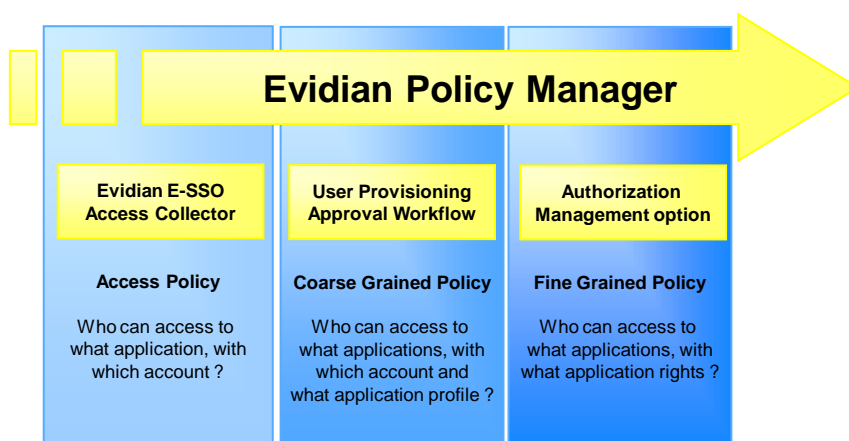 Evidian Policy Manager
Evidian E-SSO
Access Collector
Access Policy
Who can access to
what application, with
which account ?
User Provisioning
Approval Workflow
Coarse Grained Policy
Who can access to
what applications, with
which account and
what application profile ?
Authorization
Management option
Fine Grained Policy
Who can access to
what applications, with
what application rights ?